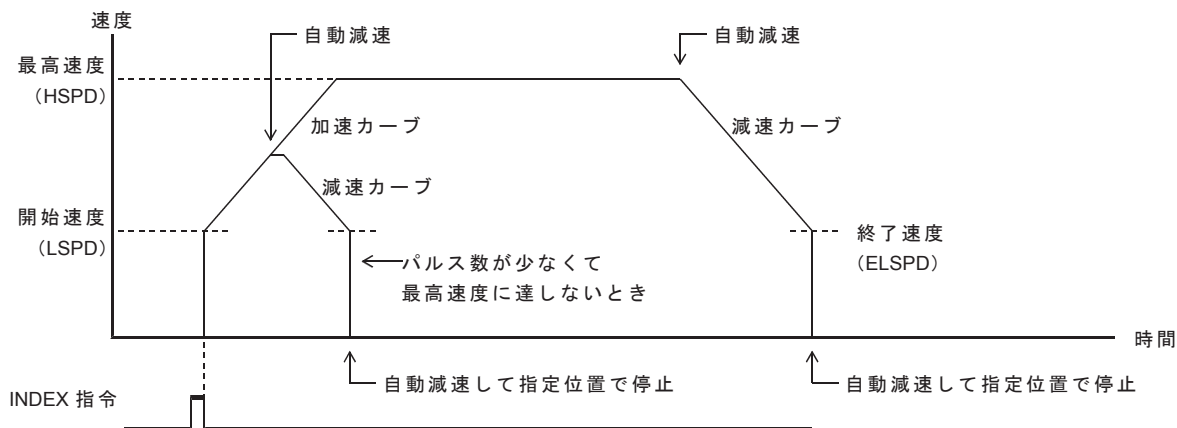 速度
自動減速
自動減速
最高速度
（HSPD）
加速カーブ
減速カーブ
減速カーブ
開始速度
（LSPD）
終了速度
（ELSPD）
パルス数が少なくて
最高速度に達しないとき
時間
自動減速して指定位置で停止
自動減速して指定位置で停止
INDEX 指令